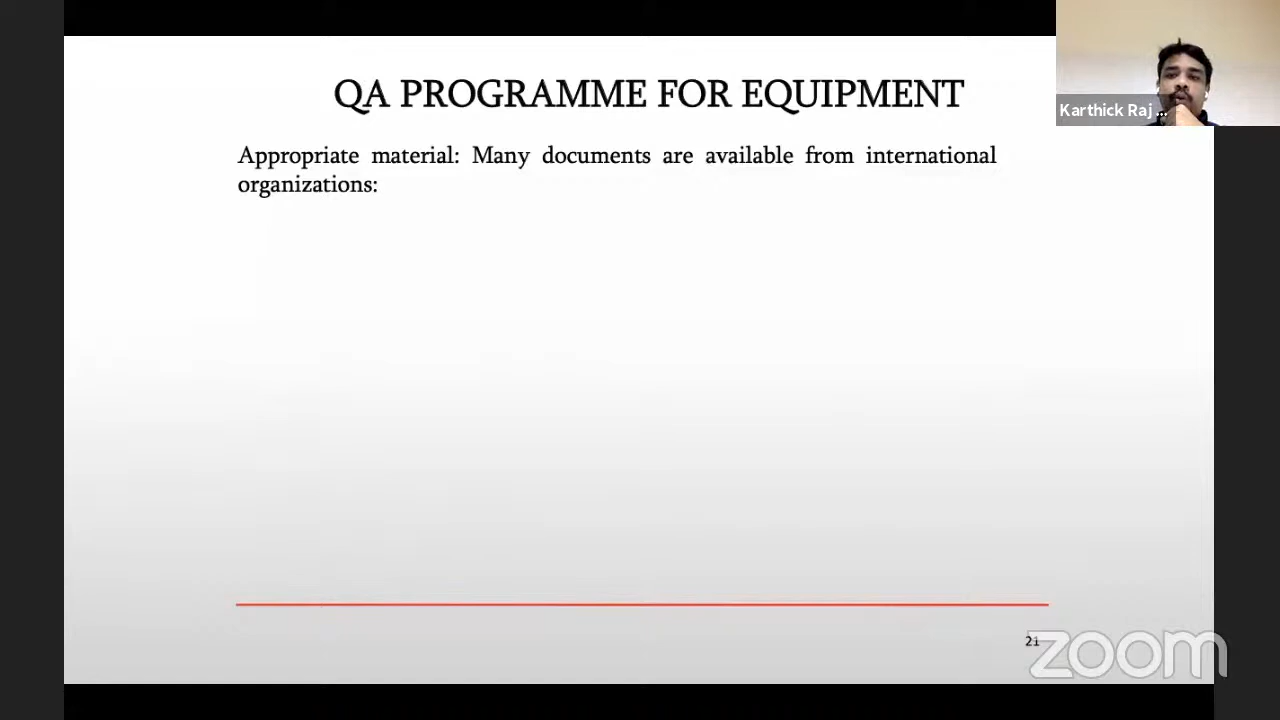 QA PROGRAMME FOR EQUIPMENT
Karthick Raj ...
Appropriate material: Many documents are available from international
organizations:
21
zoom